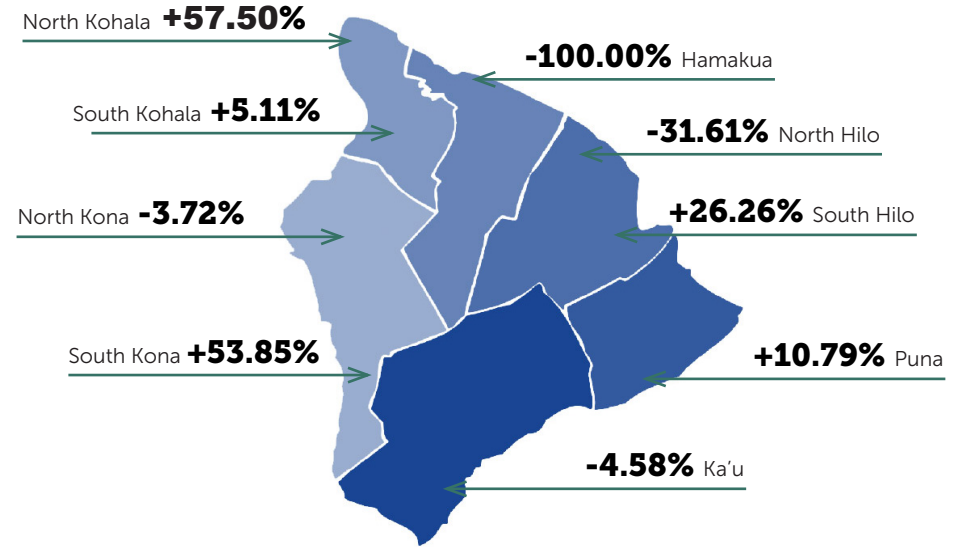 North Kohala +57.50%
-100.00% Hamakua
South Kohala +5.11%
-31.61% North Hilo
North Kona -3.72%
+26.26% South Hilo
South Kona +53.85%
+10.79% Puna
-4.58% Ka’u